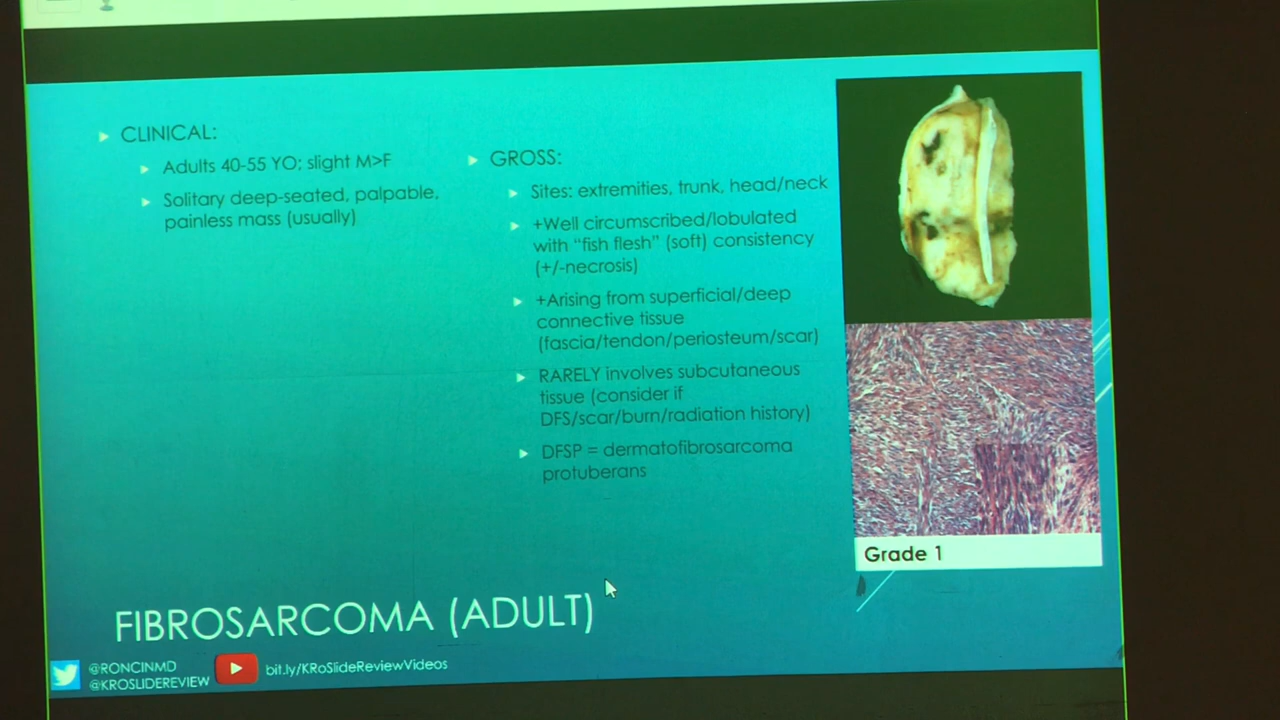 CLINICAL:
Adults 40-55 YO; slight M>F
Solitary deep-seated, palpable,
painless mass (usually)
GROSS:
Sites: extremities, trunk, head/neck
+Well circumscribed/lobulated
with "fish flesh" (soft) consistency
(+/-necrosis)
+Arising from superficial/deep
connective tissue
(fascia/tendon/periosteum/scar)
RARELY involves subcutaneous
tissue (consider if
DFS/scar/burn/radiation history)
DFSP = dermatofibrosarcoma
protuberans
Grade 1
FIBROSARCOMA (ADULT)
@RONCINMD
@KROSLIDEREVIEW
bit.ly/KRoSlideReviewVideos